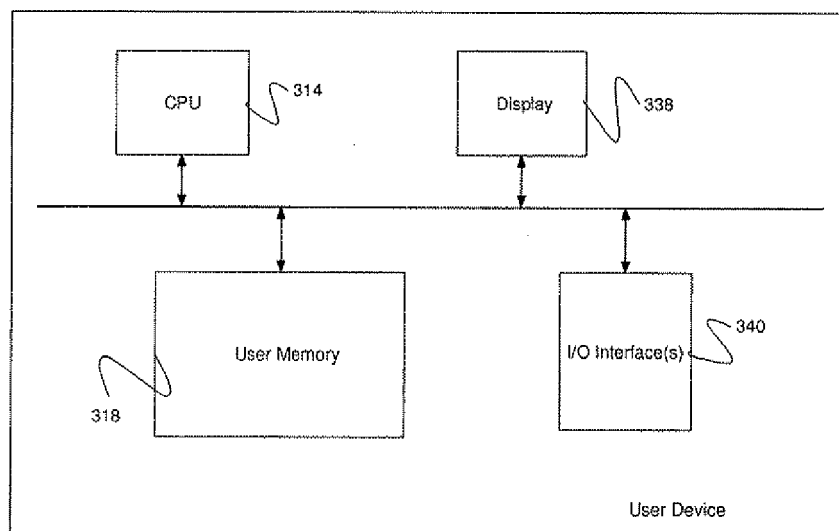 CPU
314
Display
338
User Memory
318
I/O Interface(s)
340
User Device